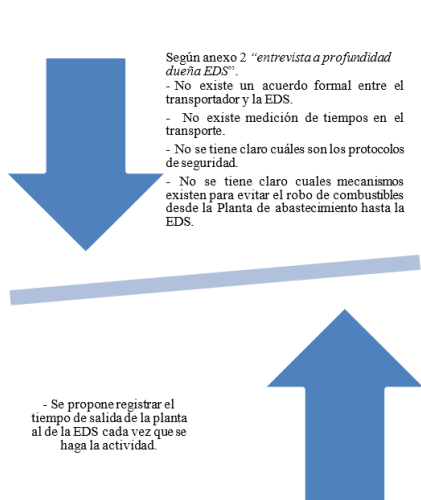 Según anexo 2 “entrevista a profundidad
dueña EDS”.
- No existe un acuerdo formal entre el
transportador y la EDS.
- No existe medición de tiempos en el
transporte.
- No se tiene claro cuáles son los protocolos
de seguridad.
- No se tiene claro cuales mecanismos
existen para evitar el robo de combustibles
desde la Planta de abastecimiento hasta la
EDS.
- Se propone registrar el
tiempo de salida de la planta
al de la EDS cada vez que se
haga la actividad.